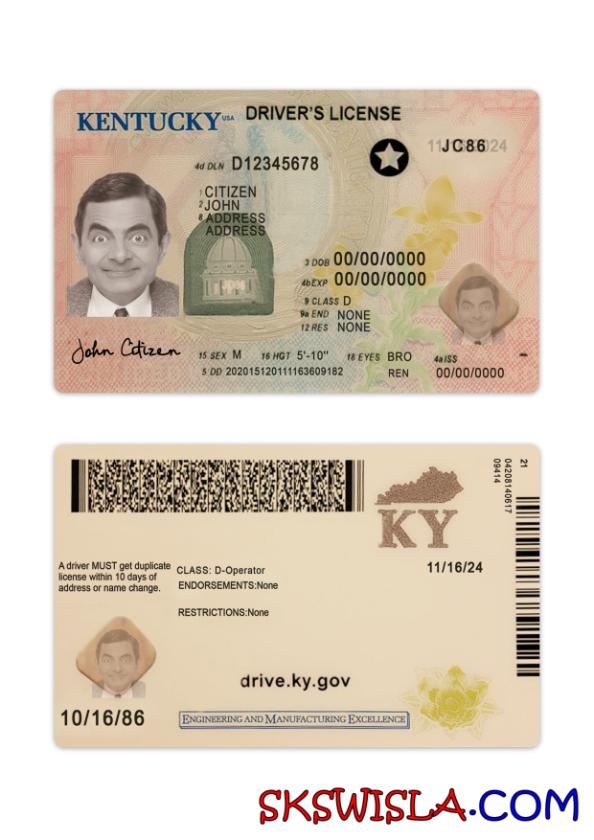 KENTUCKY USA DRIVER'S LICENSE
JC86
4d DLN D12345678
1 CITIZEN
2 JOHN
8 ADDRESS
ADDRESS
3 DOB 00/00/0000
4b EXP 00/00/0000
9 CLASS D
9a END NONE
12 RES NONE
John Citizen
15 SEX M 16 HGT 5'-10" 18 EYES BRO 4a ISS
5 DD 202015120111163609182 REN 00/00/0000
21
04208140617
09414
KY
11/16/24
A driver MUST get duplicate
license within 10 days of
address or name change.
CLASS: D-Operator
ENDORSEMENTS:None
RESTRICTIONS:None
drive.ky.gov
10/16/86
ENGINEERING AND MANUFACTURING EXCELLENCE
SKSWISLA.COM